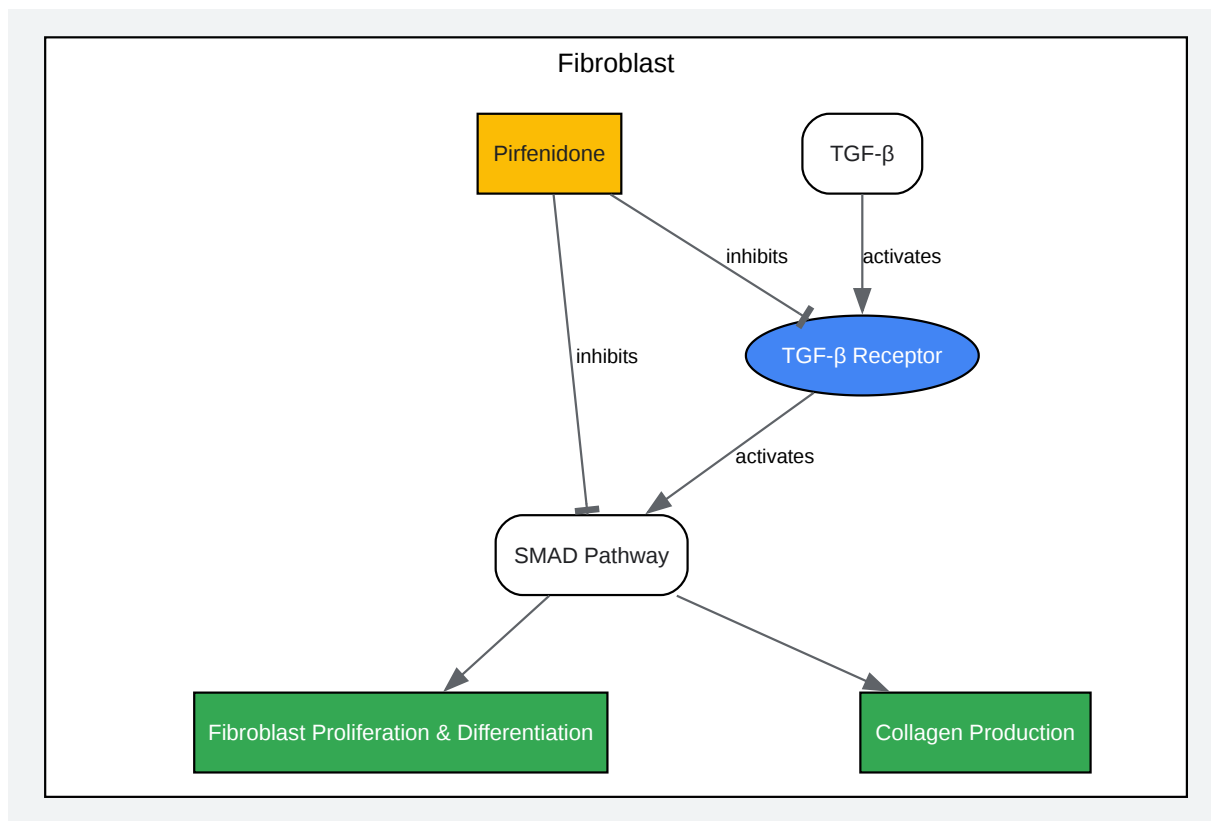 Fibroblast
Pirfenidone
TGF-β
inhibits
activates
inhibits
TGF-β Receptor
activates
SMAD Pathway
Fibroblast Proliferation & Differentiation
Collagen Production